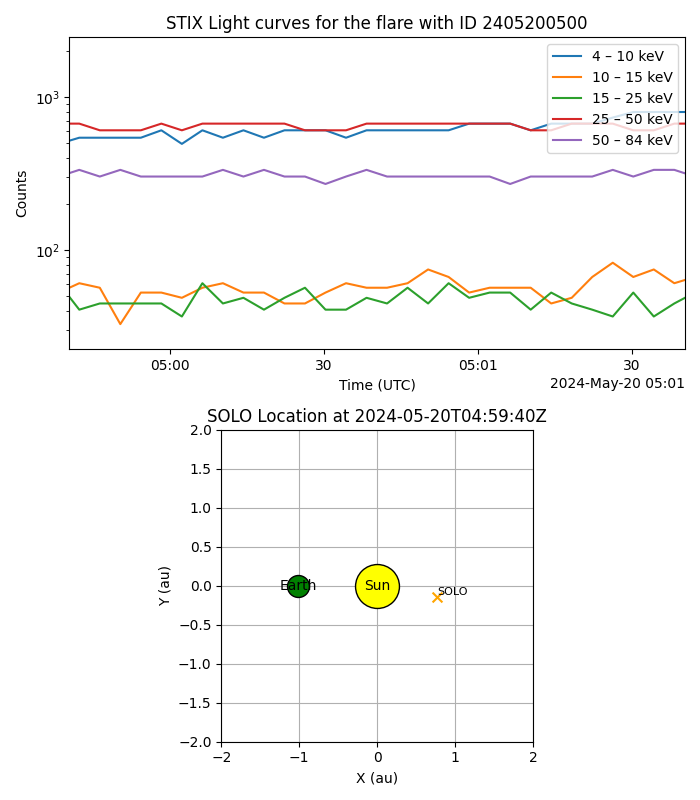 STIX Light curves for the flare with ID 2405200500
4 – 10 keV
10 – 15 keV
15 – 25 keV
25 – 50 keV
50 – 84 keV
10³
10²
Counts
05:00
30
05:01
30
Time (UTC)
2024-May-20 05:01
SOLO Location at 2024-05-20T04:59:40Z
2.0
1.5
1.0
0.5
0.0
−0.5
−1.0
−1.5
−2.0
Y (au)
Earth
Sun
SOLO
−2
−1
0
1
2
X (au)